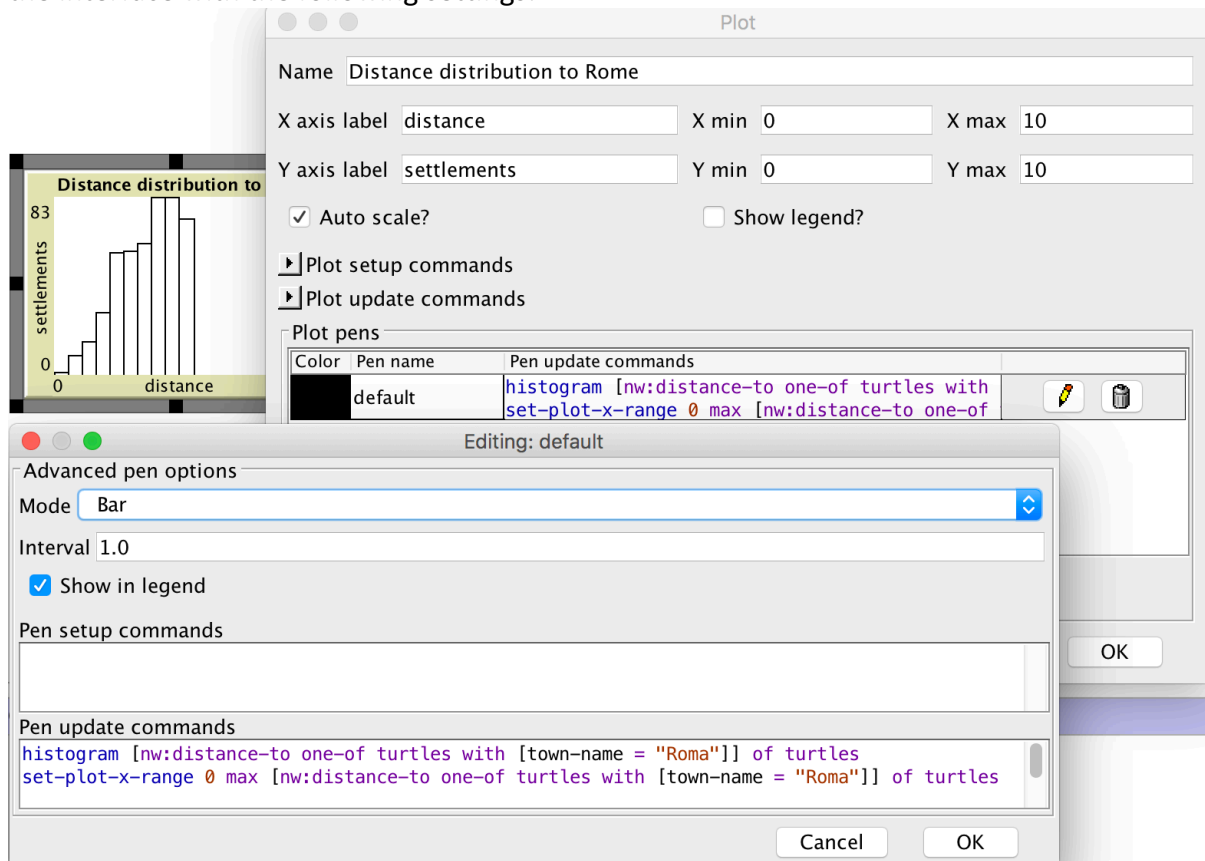 Plot
Name Distance distribution to Rome
X axis label distance X min 0 X max 10
Y axis label settlements Y min 0 Y max 10
Auto scale? Show legend?
Plot setup commands
Plot update commands
Plot pens
Color Pen name Pen update commands
default histogram [nw:distance-to one-of turtles with
set-plot-x-range 0 max [nw:distance-to one-of
OK
Distance distribution to
83
settlements
0
0 distance
Editing: default
Advanced pen options
Mode Bar
Interval 1.0
Show in legend
Pen setup commands
Pen update commands
histogram [nw:distance-to one-of turtles with [town-name = "Roma"]] of turtles
set-plot-x-range 0 max [nw:distance-to one-of turtles with [town-name = "Roma"]] of turtles
Cancel OK